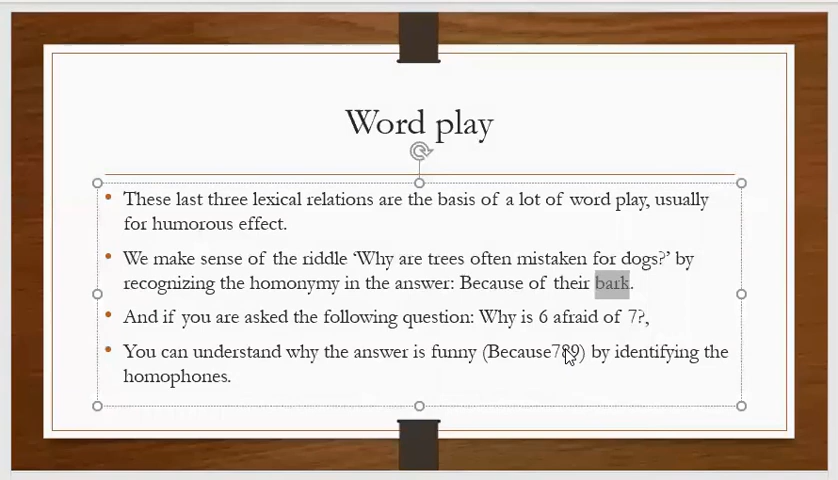 Word play
• These last three lexical relations are the basis of a lot of word play, usually
for humorous effect.
• We make sense of the riddle ‘Why are trees often mistaken for dogs?’ by
recognizing the homonymy in the answer: Because of their bark.
• And if you are asked the following question: Why is 6 afraid of 7?,
• You can understand why the answer is funny (Because789) by identifying the
homophones.